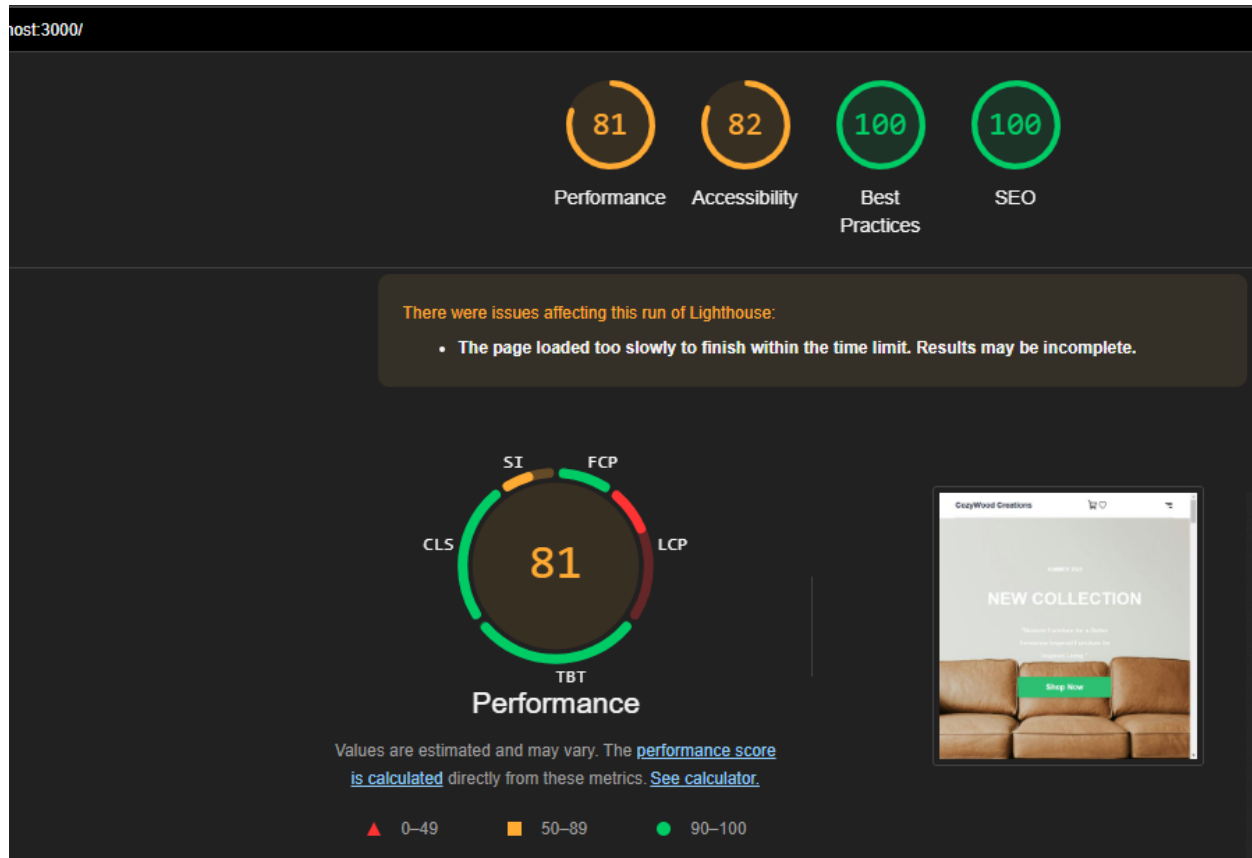 host:3000/
81
82
100
100
Performance
Accessibility
Best
Practices
SEO
There were issues affecting this run of Lighthouse:
• The page loaded too slowly to finish within the time limit. Results may be incomplete.
SI
FCP
CLS
LCP
81
TBT
Performance
Values are estimated and may vary. The performance score
is calculated directly from these metrics. See calculator.
0–49
50–89
90–100
CozyWood Creations
NEW COLLECTION
Shop Now